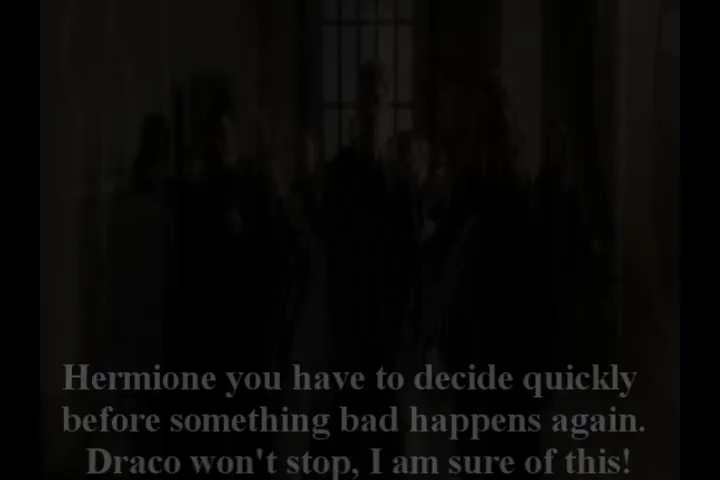 Hermione you have to decide quickly
before something bad happens again.
Draco won't stop, I am sure of this!